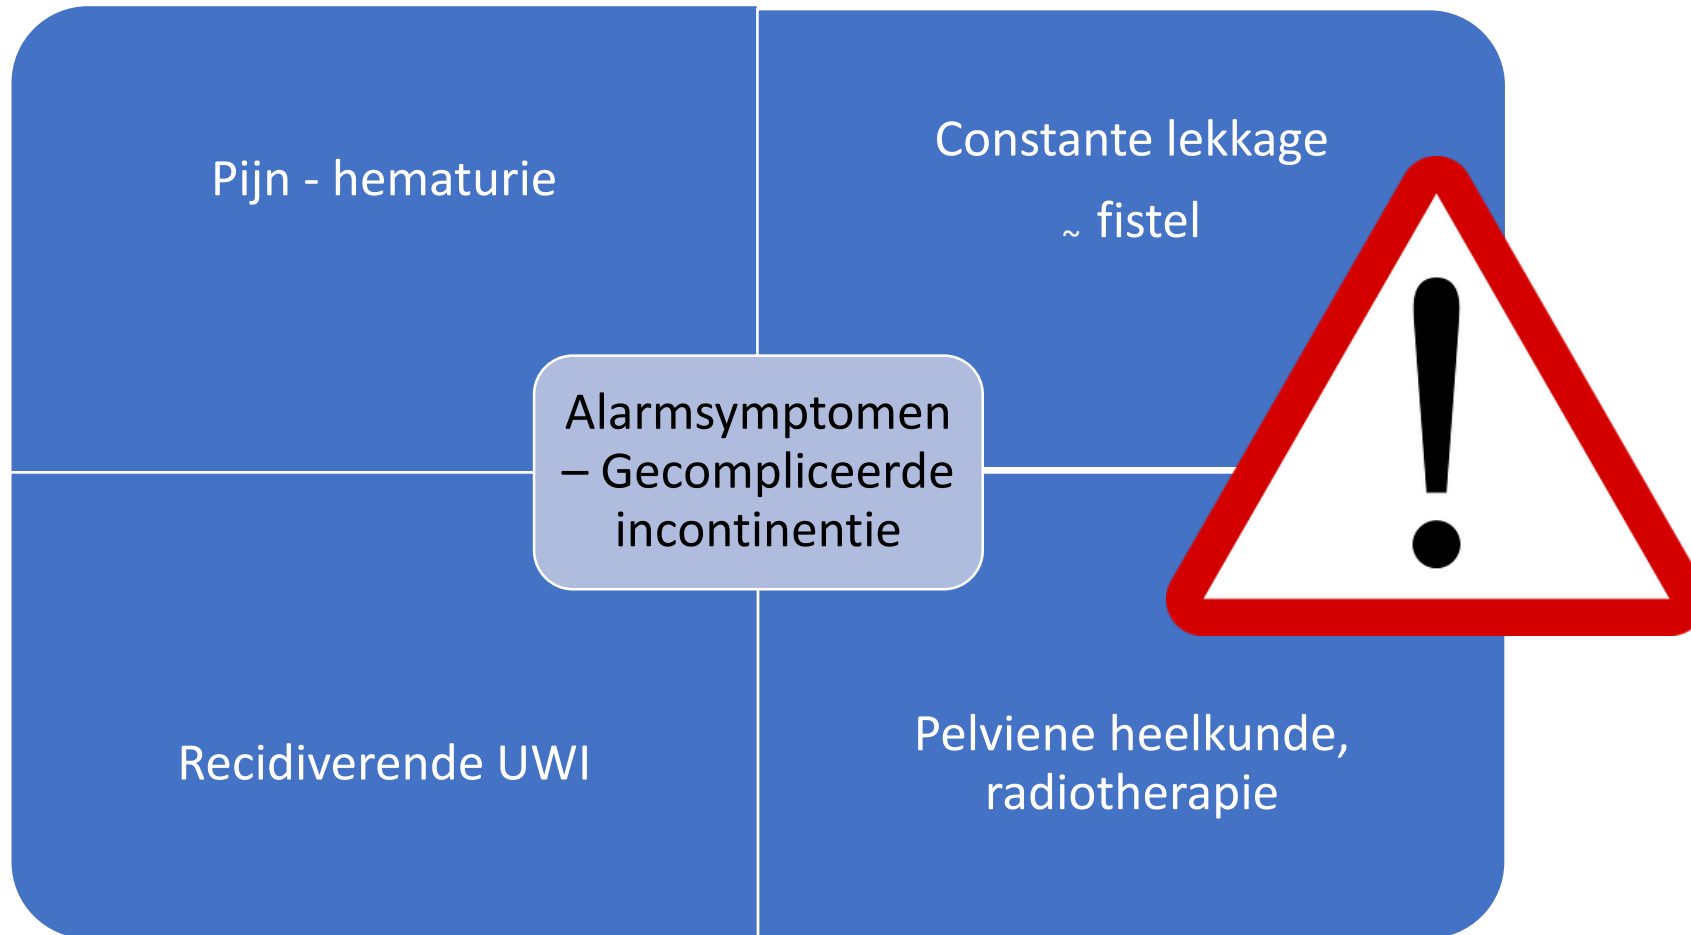 Pijn - hematurie
Constante lekkage
~ fistel
Alarmsymptomen
– Gecompliceerde
incontinentie
Recidiverende UWI
Pelviene heelkunde,
radiotherapie